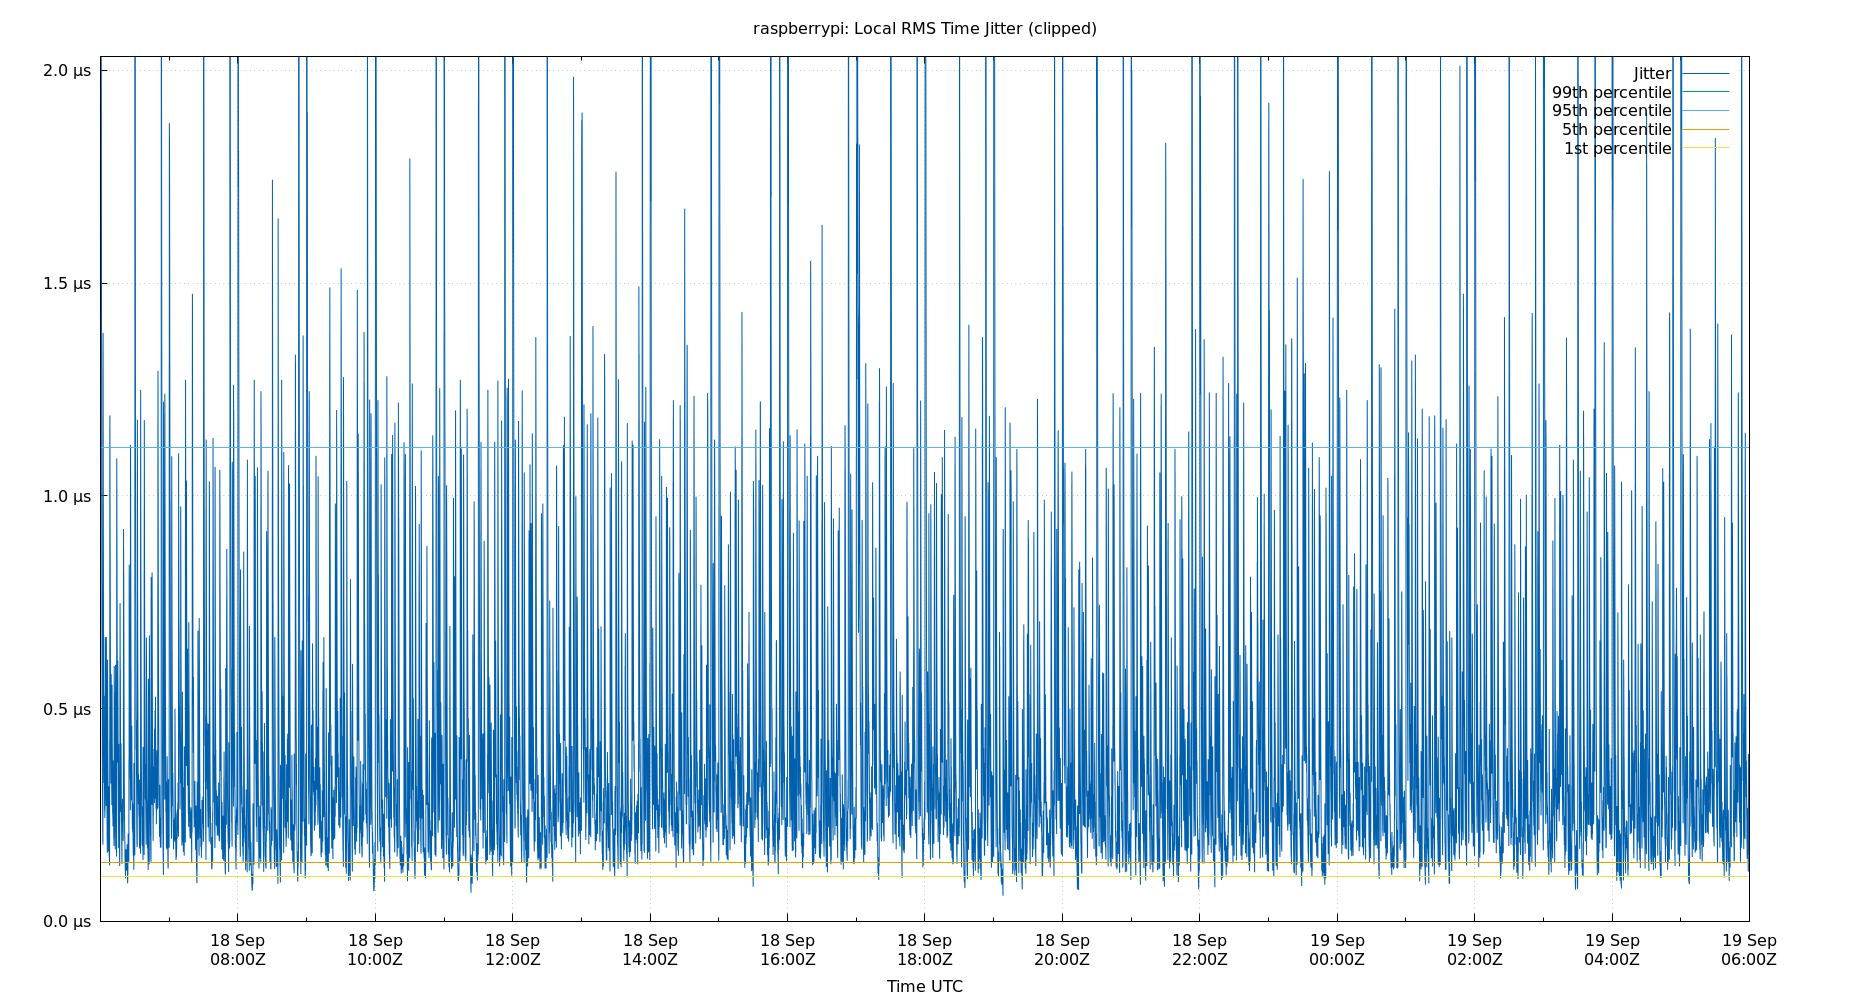 raspberrypi: Local RMS Time Jitter (clipped)
2.0 µs
1.5 µs
1.0 µs
0.5 µs
0.0 µs
Jitter
99th percentile
95th percentile
5th percentile
1st percentile
18 Sep 18 Sep 18 Sep 18 Sep 18 Sep 18 Sep 18 Sep 18 Sep 19 Sep 19 Sep 19 Sep 19 Sep
08:00Z 10:00Z 12:00Z 14:00Z 16:00Z 18:00Z 20:00Z 22:00Z 00:00Z 02:00Z 04:00Z 06:00Z
Time UTC